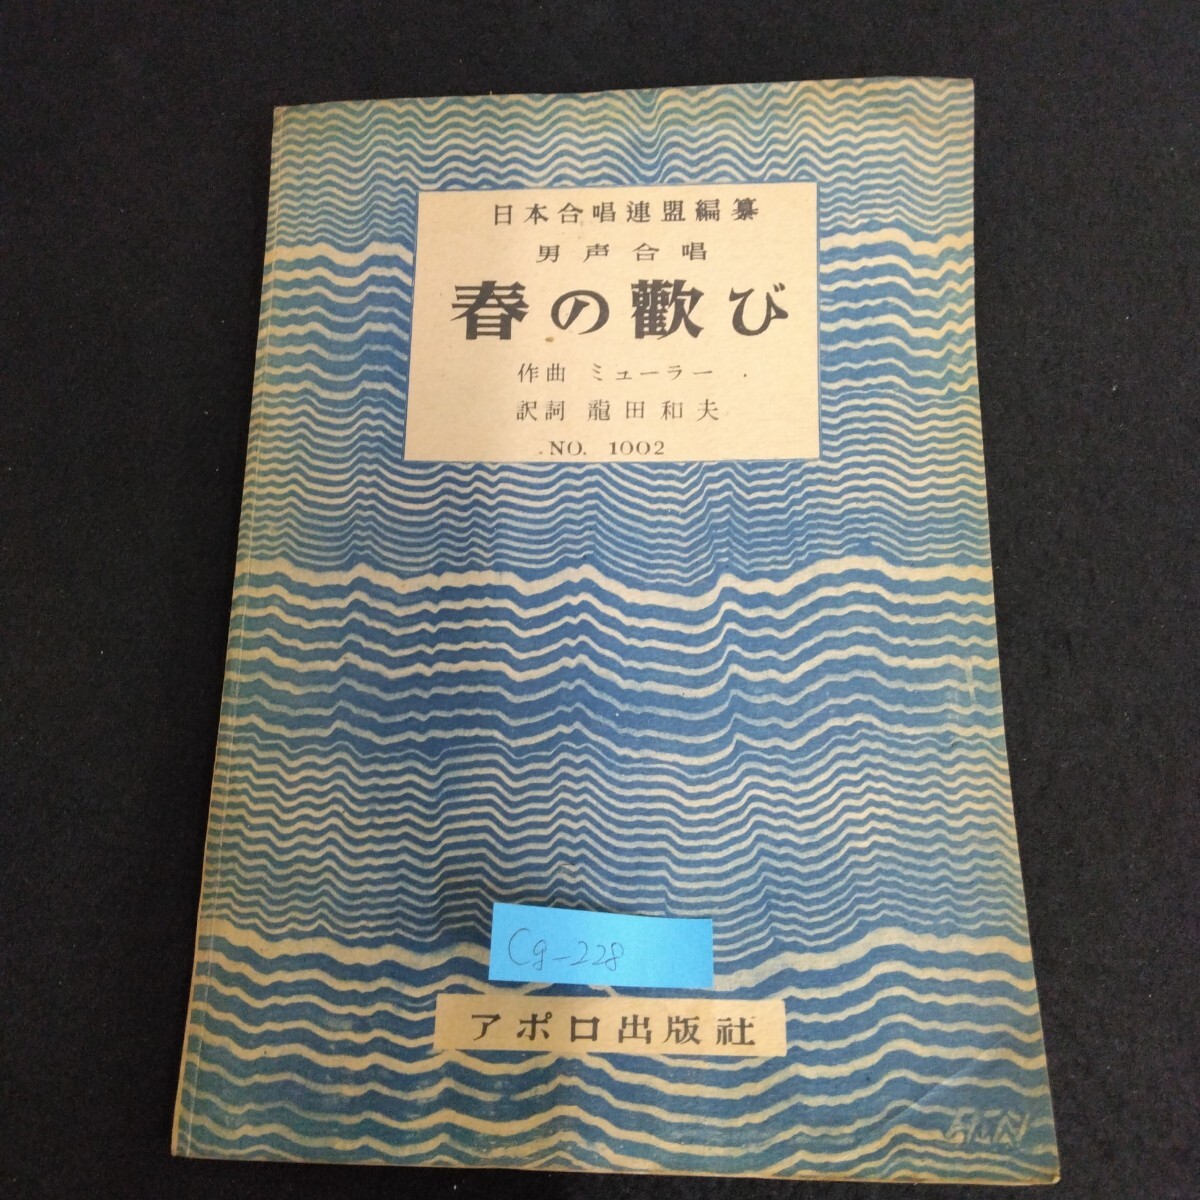 日本合唱連盟編纂
男声合唱
春の歡び
作曲 ミューラー
訳詞 龍田和夫
NO. 1002
Cg-228
アポロ出版社